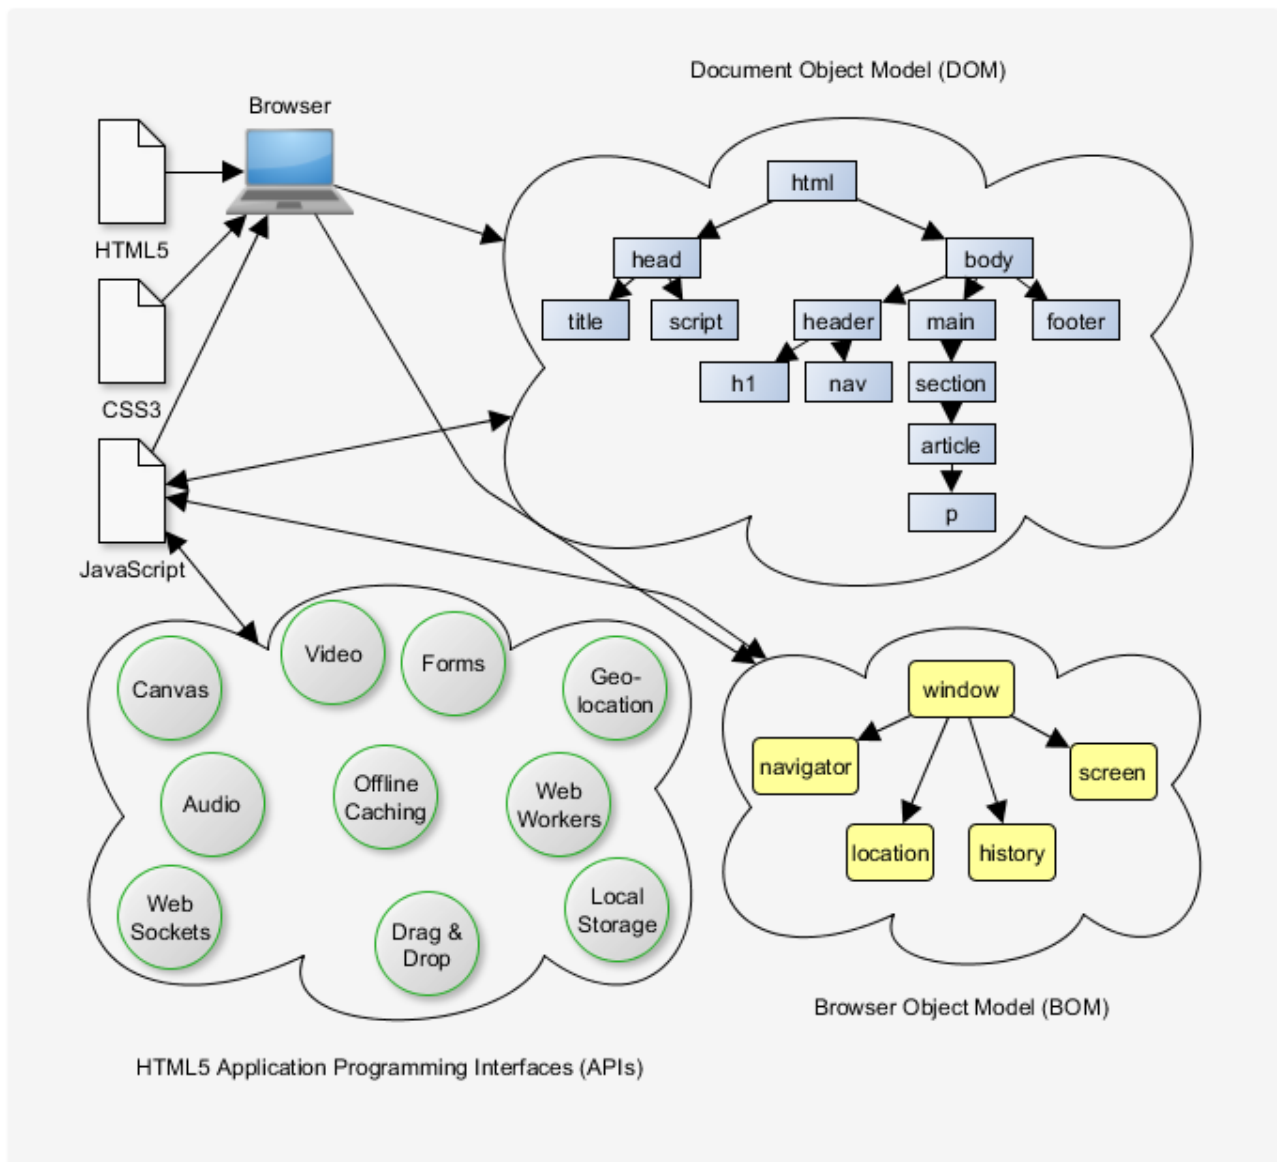 Document Object Model (DOM)
Browser
HTML5
CSS3
JavaScript
html
head
body
title
script
header
main
footer
h1
nav
section
article
p
Canvas
Video
Forms
Geo-
location
Audio
Offline
Caching
Web
Workers
Web
Sockets
Drag &
Drop
Local
Storage
HTML5 Application Programming Interfaces (APIs)
window
navigator
screen
location
history
Browser Object Model (BOM)